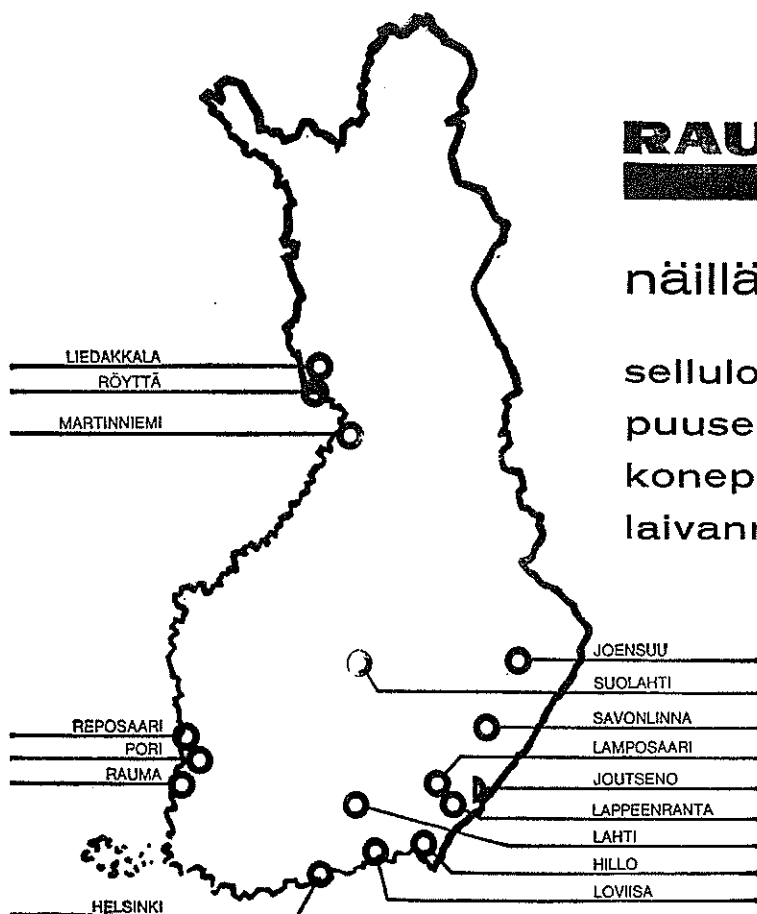 RAU
näillä
sellulo
puuse
konep
laivann
LIEDAKKALA
RÖYTTÄ
MARTINNIEMI
REPOSAARI
PORI
RAUMA
HELSINKI
JOENSUU
SUOLAHTI
SAVONLINNA
LAMPOSAARI
JOUTSENO
LAPPEENRANTA
LAHTI
HILLO
LOVIISA